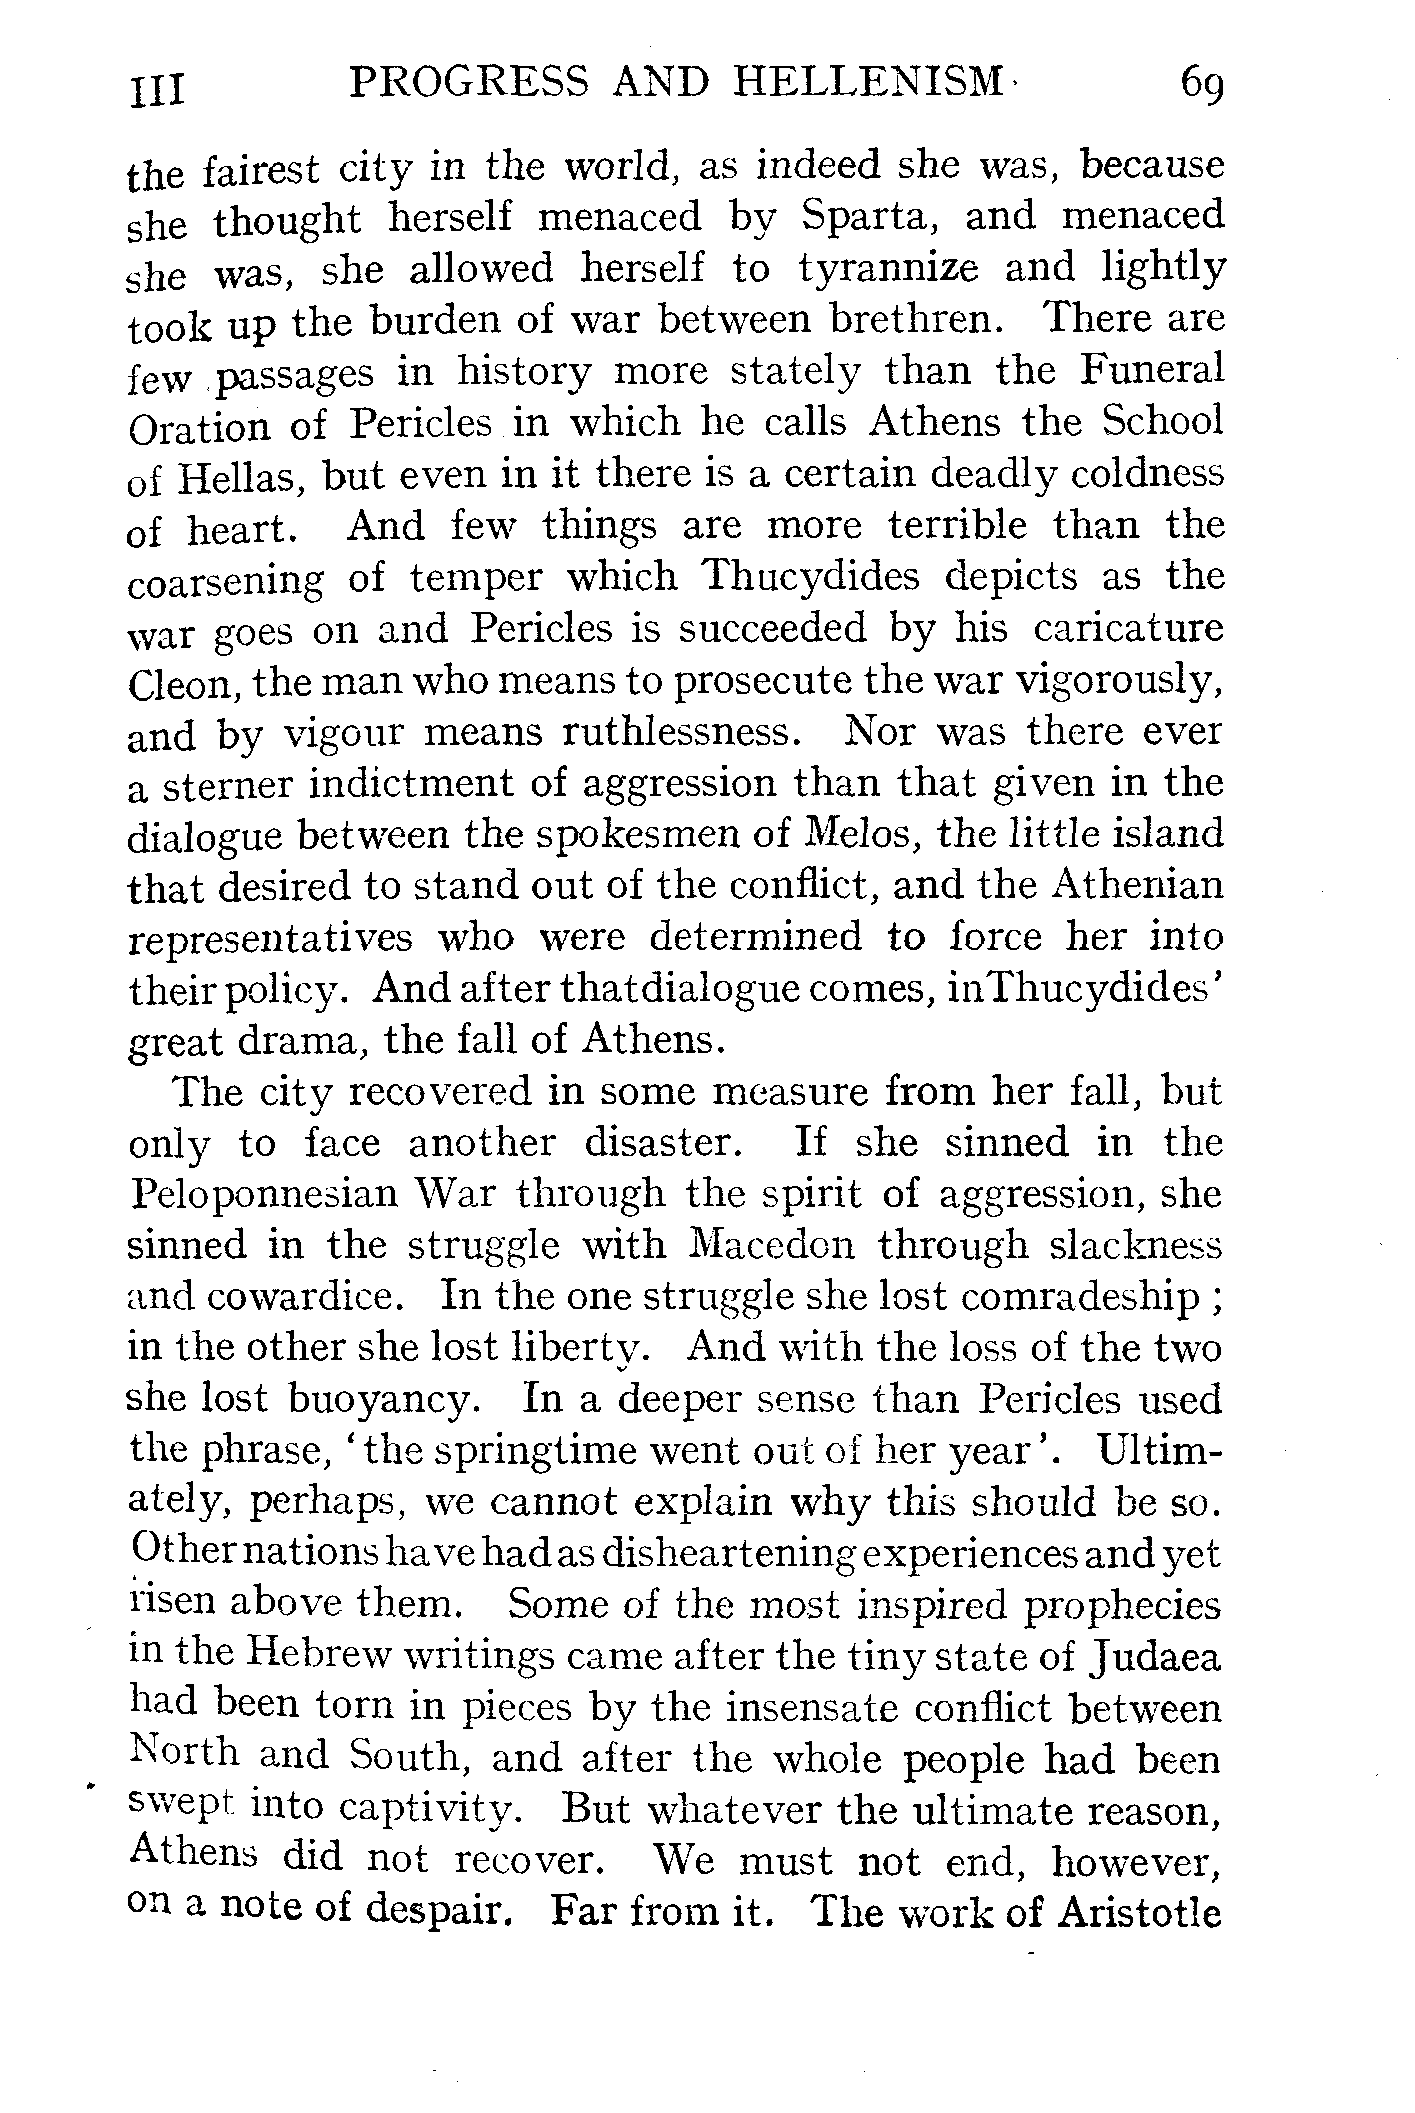 III PROGRESS AND HELLENISM 69
the fairest city in the world, as indeed she was, because
she thought herself menaced by Sparta, and menaced
she was, she allowed herself to tyrannize and lightly
took up the burden of war between brethren. There are
few passages in history more stately than the Funeral
Oration of Pericles in which he calls Athens the School
of Hellas, but even in it there is a certain deadly coldness
of heart. And few things are more terrible than the
coarsening of temper which Thucydides depicts as the
war goes on and Pericles is succeeded by his caricature
Cleon, the man who means to prosecute the war vigorously,
and by vigour means ruthlessness. Nor was there ever
a sterner indictment of aggression than that given in the
dialogue between the spokesmen of Melos, the little island
that desired to stand out of the conflict, and the Athenian
representatives who were determined to force her into
their policy. And after that dialogue comes, in Thucydides'
great drama, the fall of Athens.
The city recovered in some measure from her fall, but
only to face another disaster. If she sinned in the
Peloponnesian War through the spirit of aggression, she
sinned in the struggle with Macedon through slackness
and cowardice. In the one struggle she lost comradeship ;
in the other she lost liberty. And with the loss of the two
she lost buoyancy. In a deeper sense than Pericles used
the phrase, 'the springtime went out of her year'. Ultim-
ately, perhaps, we cannot explain why this should be so.
Other nations have had as disheartening experiences and yet
risen above them. Some of the most inspired prophecies
in the Hebrew writings came after the tiny state of Judaea
had been torn in pieces by the insensate conflict between
North and South, and after the whole people had been
swept into captivity. But whatever the ultimate reason,
Athens did not recover. We must not end, however,
on a note of despair. Far from it. The work of Aristotle